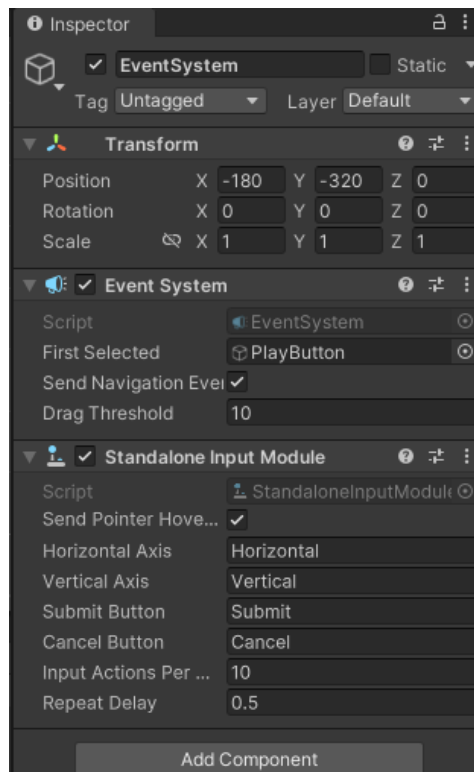 Inspector
EventSystem Static
Tag Untagged Layer Default
Transform
Position X -180 Y -320 Z 0
Rotation X 0 Y 0 Z 0
Scale X 1 Y 1 Z 1
Event System
Script EventSystem
First Selected PlayButton
Send Navigation Eve
Drag Threshold 10
Standalone Input Module
Script StandaloneInputModule
Send Pointer Hove...
Horizontal Axis Horizontal
Vertical Axis Vertical
Submit Button Submit
Cancel Button Cancel
Input Actions Per ... 10
Repeat Delay 0.5
Add Component